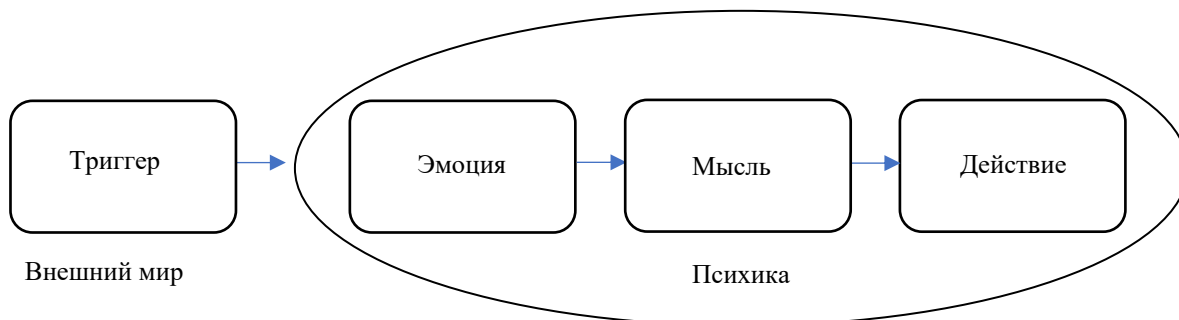 Триггер
Эмоция
Мысль
Действие
Внешний мир
Психика